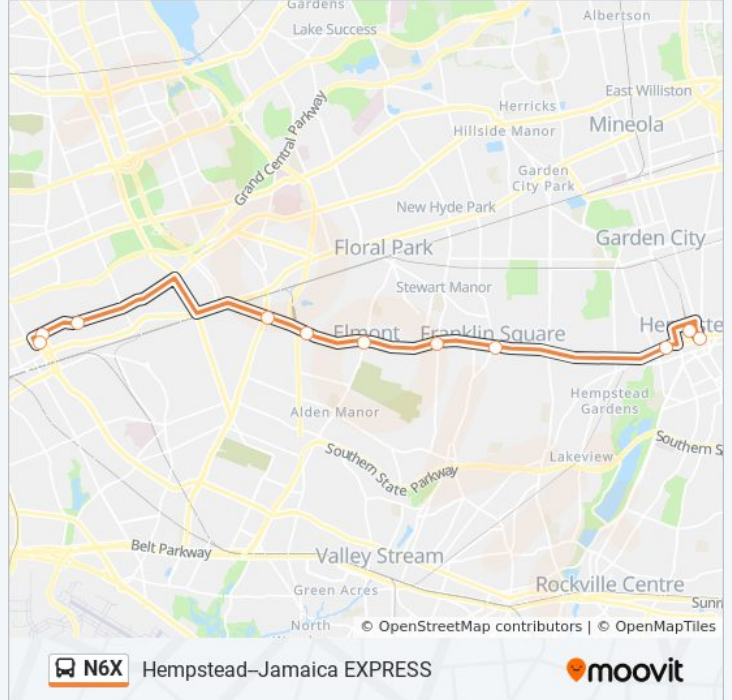 Gardens
Albertson
Lake Success
East Williston
Grand Central Parkway
Herricks
Hillside Manor
Mineola
Garden
City Park
New Hyde Park
Floral Park
Garden City
Stewart Manor
Elmont
Franklin Square
Hempstead
Gardens
Alden Manor
Southern State Parkway
Lakeview
Southern S
Belt Parkway
Valley Stream
Green Acres
Rockville Centre
North
Sunr
© OpenStreetMap contributors | © OpenMapTiles
N6X
Hempstead–Jamaica EXPRESS
moovit